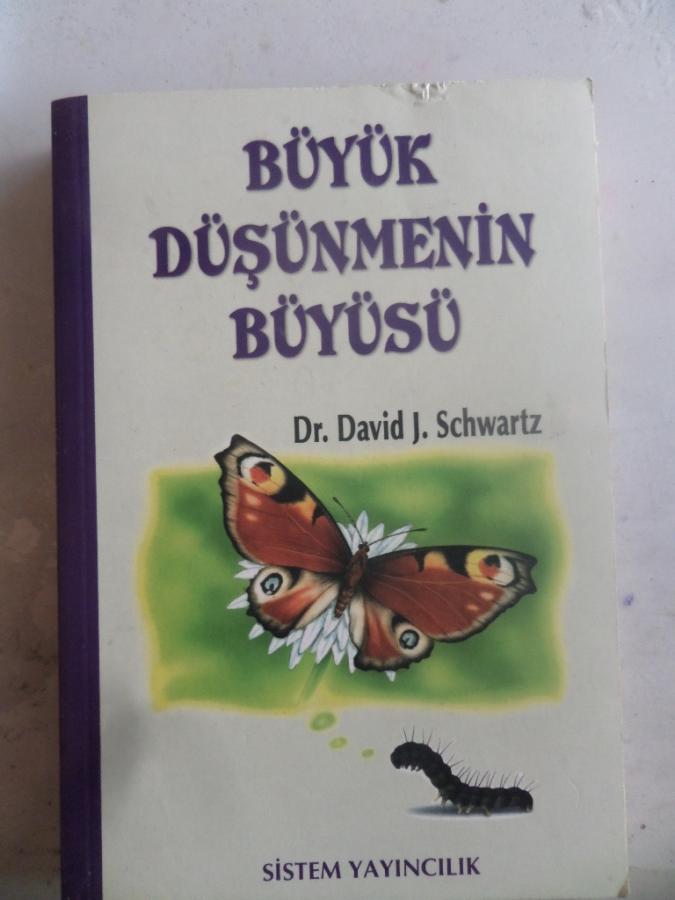 BÜYÜK
DÜŞÜNMENİN
BÜYÜSÜ
Dr. David J. Schwartz
SİSTEM YAYINCILIK